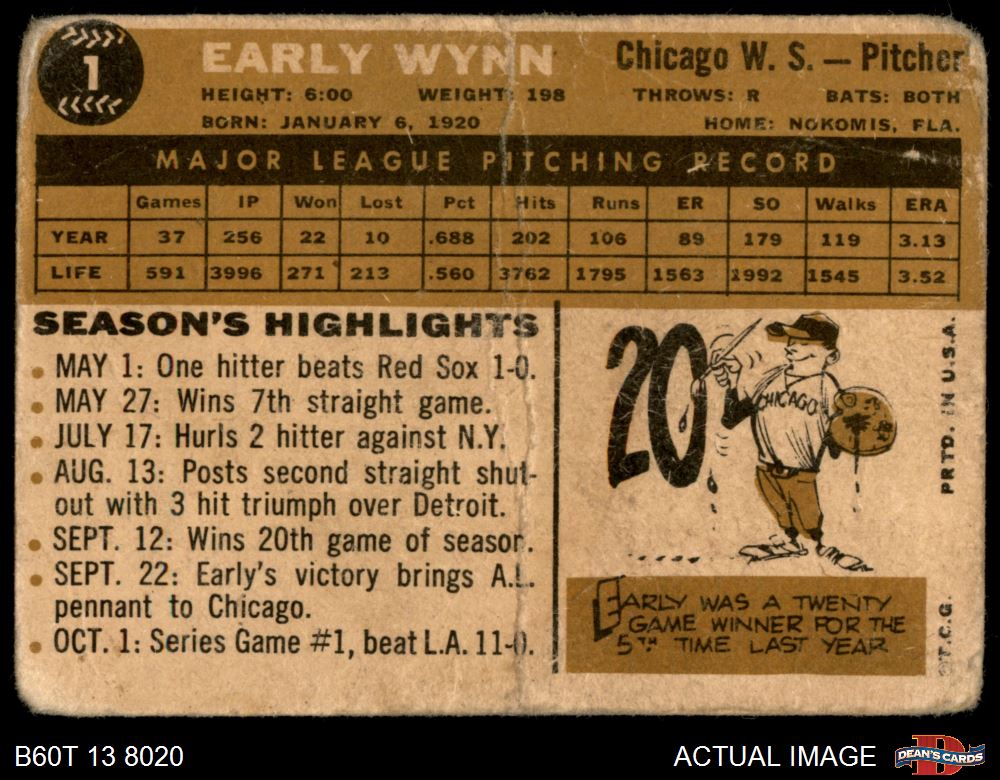 1
EARLY WYNN
Chicago W. S. — Pitcher
HEIGHT: 6:00 WEIGHT: 198 THROWS: R BATS: BOTH
BORN: JANUARY 6, 1920 HOME: NOKOMIS, FLA.
MAJOR LEAGUE PITCHING RECORD
Games IP Won Lost Pct Hits Runs ER SO Walks ERA
YEAR 37 256 22 10 .688 202 106 89 179 119 3.13
LIFE 591 3996 271 213 .560 3762 1795 1563 1992 1545 3.52
SEASON'S HIGHLIGHTS
• MAY 1: One hitter beats Red Sox 1-0.
• MAY 27: Wins 7th straight game.
• JULY 17: Hurls 2 hitter against N.Y.
• AUG. 13: Posts second straight shut-
out with 3 hit triumph over Detroit.
• SEPT. 12: Wins 20th game of season.
• SEPT. 22: Early's victory brings A.L.
pennant to Chicago.
• OCT. 1: Series Game #1, beat L.A. 11-0.
20
CHICAGO
EARLY WAS A TWENTY
GAME WINNER FOR THE
5TH TIME LAST YEAR
©T.C.G. PRTD. IN U.S.A.
B60T 13 8020
ACTUAL IMAGE
D
DEAN'S CARDS